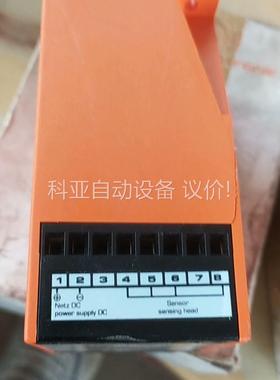 科亚自动设备 议价!
1 2 3 4 5 6 7 8
⊕ ⊖
Netz DC Sensor
power supply DC sensing head